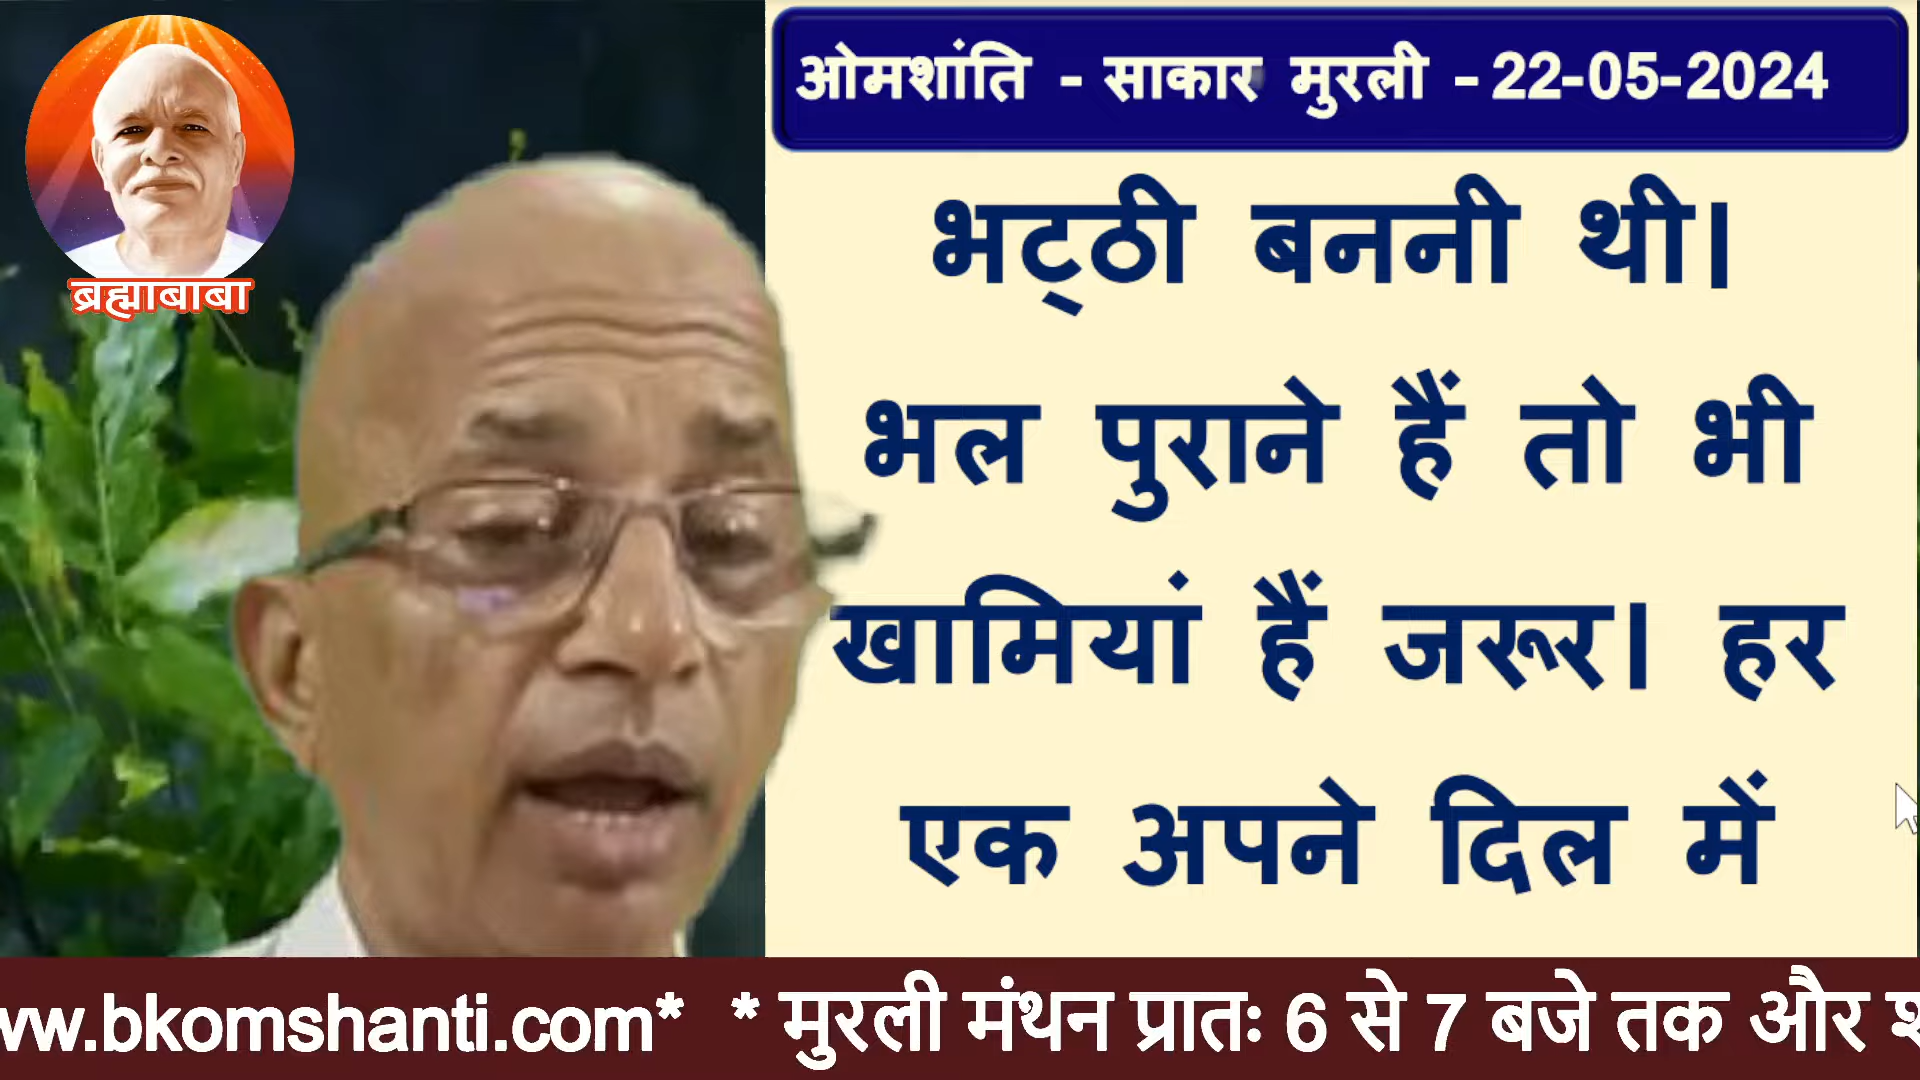 ओमशांति - साकार मुरली - 22-05-2024
ब्रह्माबाबा
भट्ठी बननी थी।
भल पुराने हैं तो भी
खामियां हैं जरूर। हर
एक अपने दिल में
www.bkomshanti.com* * मुरली मंथन प्रातः 6 से 7 बजे तक और